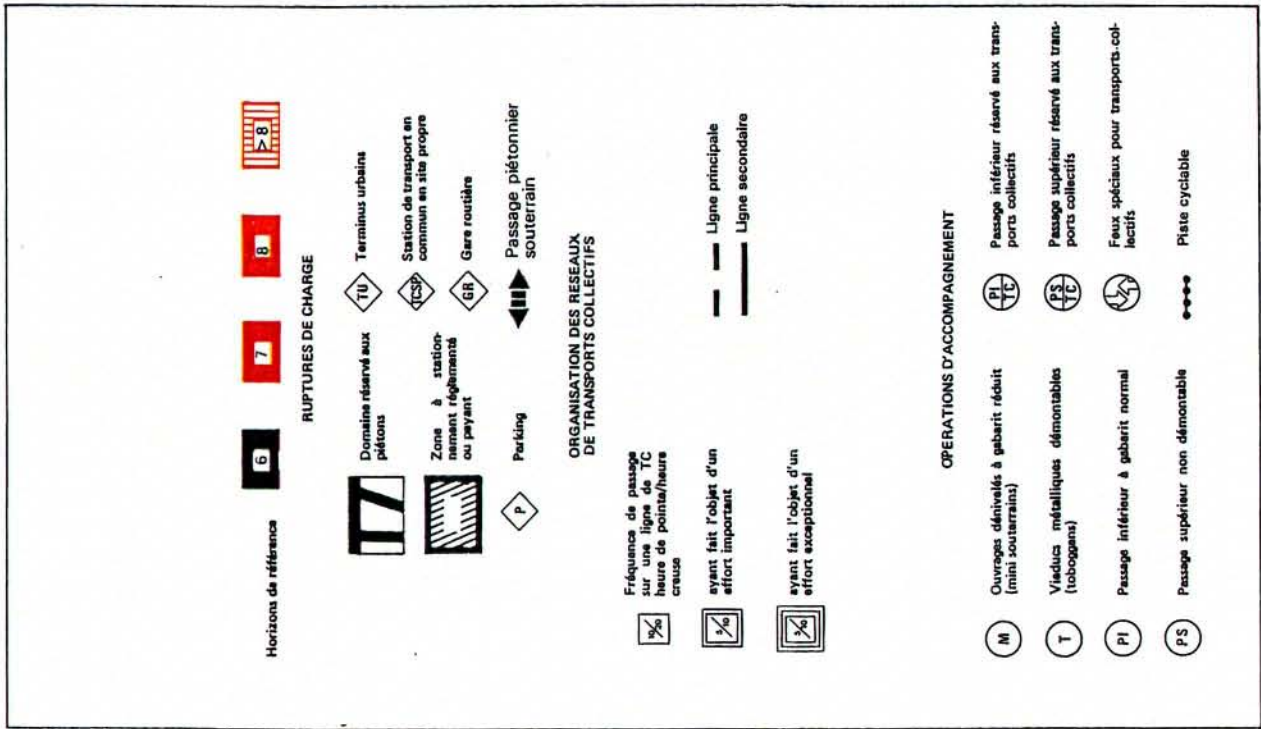 Horizons de référence
6
7
8
>8
RUPTURES DE CHARGE
Domaine réservé aux
piétons
Zone à station-
nement réglementé
ou payant
P
Parking
TU
Terminus urbains
TCSP
Station de transport en
commun en site propre
GR
Gare routière
Passage piétonnier
souterrain
ORGANISATION DES RESEAUX
DE TRANSPORTS COLLECTIFS
10/20
Fréquence de passage
sur une ligne de TC
heure de pointe/heure
creuse
5/10
ayant fait l'objet d'un
effort important
ayant fait l'objet d'un
effort exceptionnel
Ligne principale
Ligne secondaire
OPERATIONS D'ACCOMPAGNEMENT
M
Ouvrages dénivelés à gabarit réduit
(mini souterrains)
T
Viaducs métalliques démontables
(toboggans)
PI
Passage inférieur à gabarit normal
PS
Passage supérieur non démontable
PI
TC
Passage inférieur réservé aux trans-
ports collectifs
PS
TC
Passage supérieur réservé aux trans-
ports collectifs
Feux spéciaux pour transports-col-
lectifs
Piste cyclable